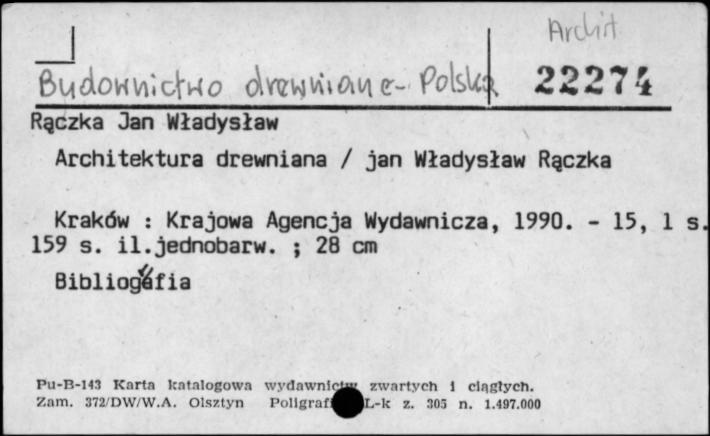 Archit
Budownictwo drewniane - Polska 22274
Rączka Jan Władysław
Architektura drewniana / jan Władysław Rączka
Kraków : Krajowa Agencja Wydawnicza, 1990. - 15, 1 s.
159 s. il.jednobarw. ; 28 cm
Bibliografia
Pu-B-143 Karta katalogowa wydawnictw zwartych i ciągłych.
Zam. 372/DW/W.A. Olsztyn L-k z. 305 n. 1.497.000